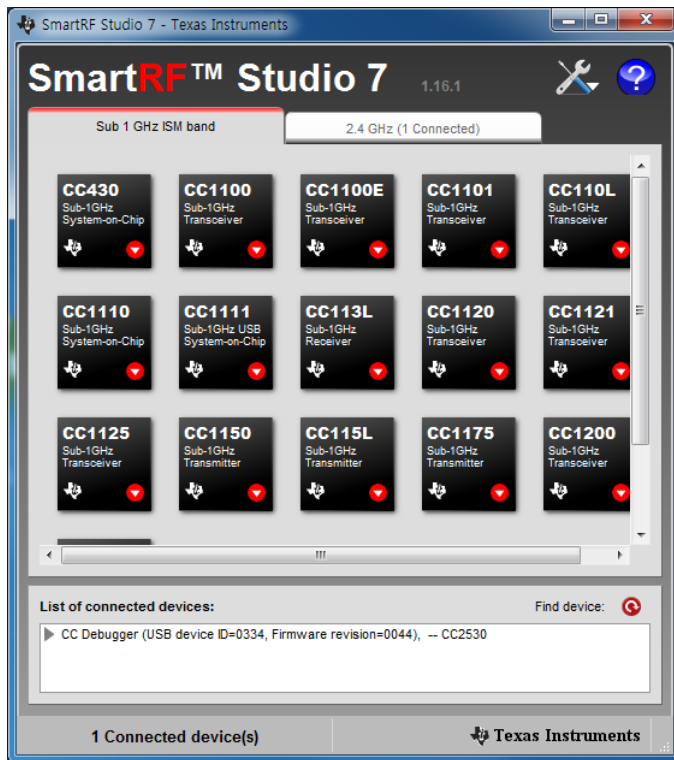 SmartRF Studio 7 - Texas Instruments
SmartRF™ Studio 7 1.16.1
Sub 1 GHz ISM band
2.4 GHz (1 Connected)
CC430
Sub-1GHz
System-on-Chip
CC1100
Sub-1GHz
Transceiver
CC1100E
Sub-1GHz
Transceiver
CC1101
Sub-1GHz
Transceiver
CC110L
Sub-1GHz
Transceiver
CC1110
Sub-1GHz
System-on-Chip
CC1111
Sub-1GHz USB
System-on-Chip
CC113L
Sub-1GHz
Receiver
CC1120
Sub-1GHz
Transceiver
CC1121
Sub-1GHz
Transceiver
CC1125
Sub-1GHz
Transceiver
CC1150
Sub-1GHz
Transmitter
CC115L
Sub-1GHz
Transmitter
CC1175
Sub-1GHz
Transmitter
CC1200
Sub-1GHz
Transceiver
List of connected devices:
Find device:
CC Debugger (USB device ID=0334, Firmware revision=0044), -- CC2530
1 Connected device(s)
Texas Instruments